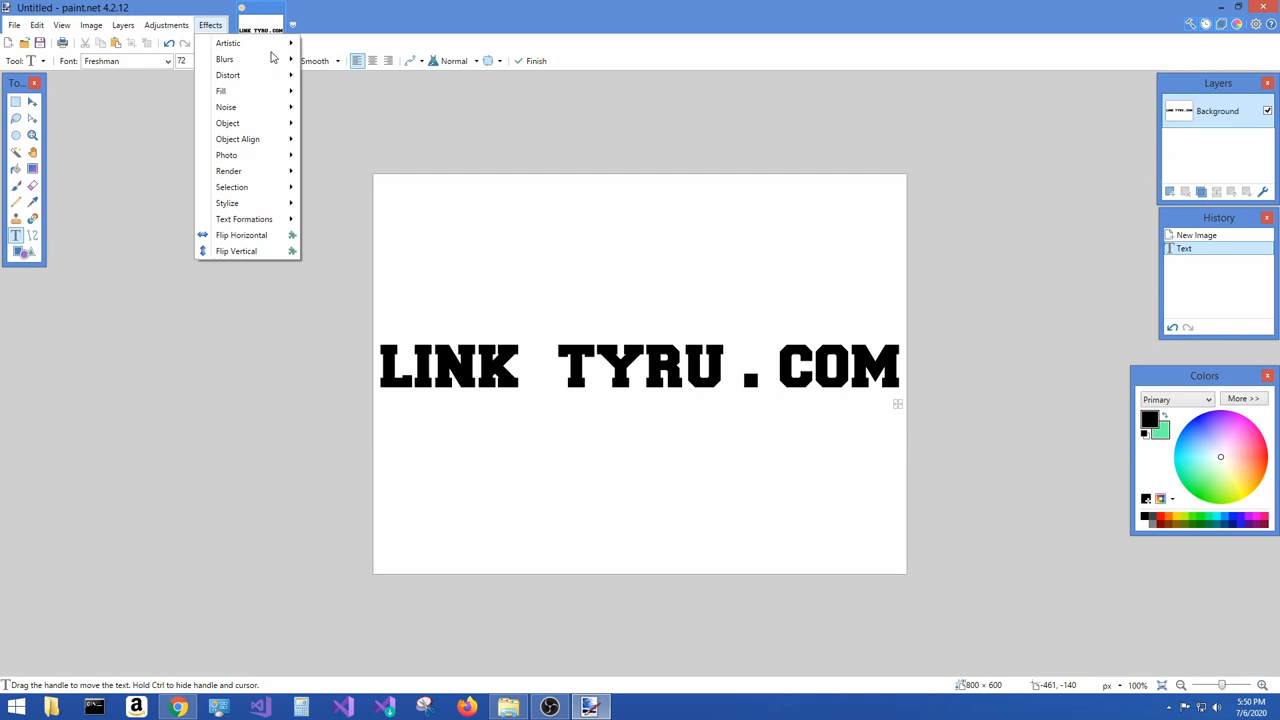 Untitled - paint.net 4.2.12
File Edit View Image Layers Adjustments Effects
LINK TYRU.COM
Tool: T Font: Freshman 72 Smooth Normal Finish
Artistic
Blurs
Distort
Fill
Noise
Object
Object Align
Photo
Render
Selection
Stylize
Text Formations
Flip Horizontal
Flip Vertical
To...
LINK TYRU.COM
Layers
Background
History
New Image
Text
Colors
Primary More >>
Drag the handle to move the text. Hold Ctrl to hide handle and cursor.
800 × 600 -461, -140 px 100%
5:50 PM
7/6/2020